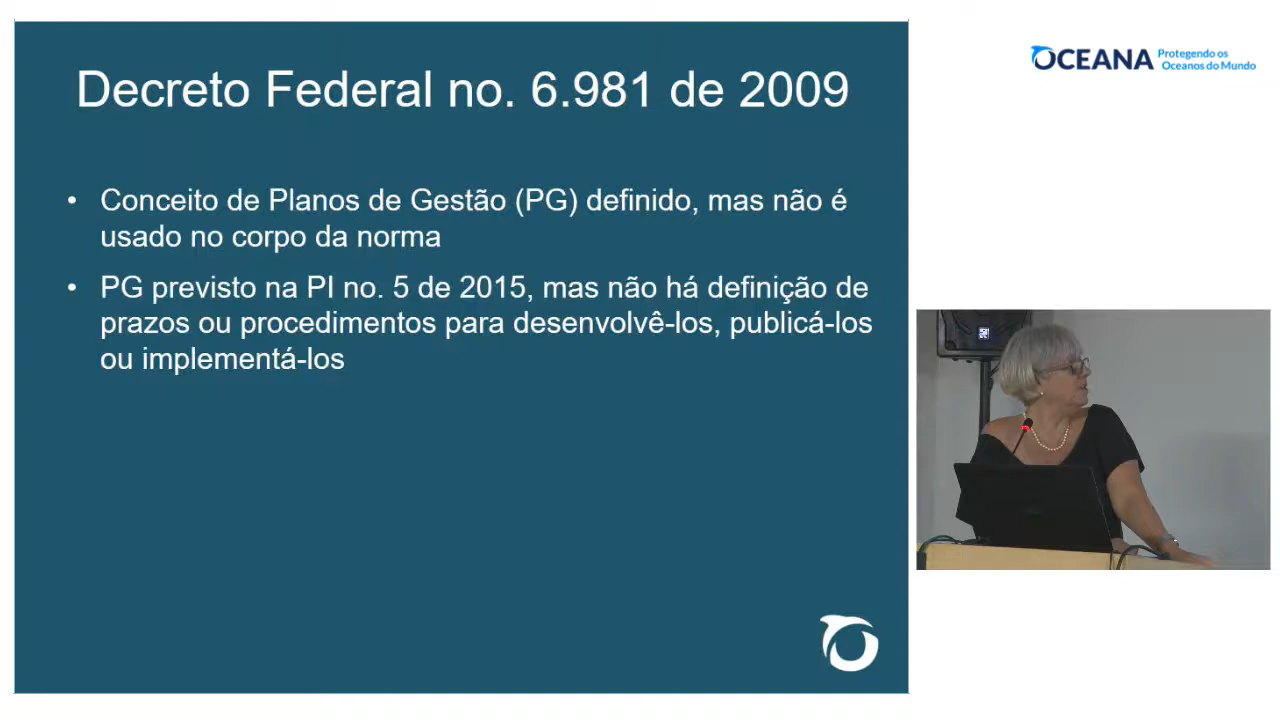 Decreto Federal no. 6.981 de 2009
• Conceito de Planos de Gestão (PG) definido, mas não é
usado no corpo da norma
• PG previsto na PI no. 5 de 2015, mas não há definição de
prazos ou procedimentos para desenvolvê-los, publicá-los
ou implementá-los
OCEANA
Protegendo os
Oceanos do Mundo